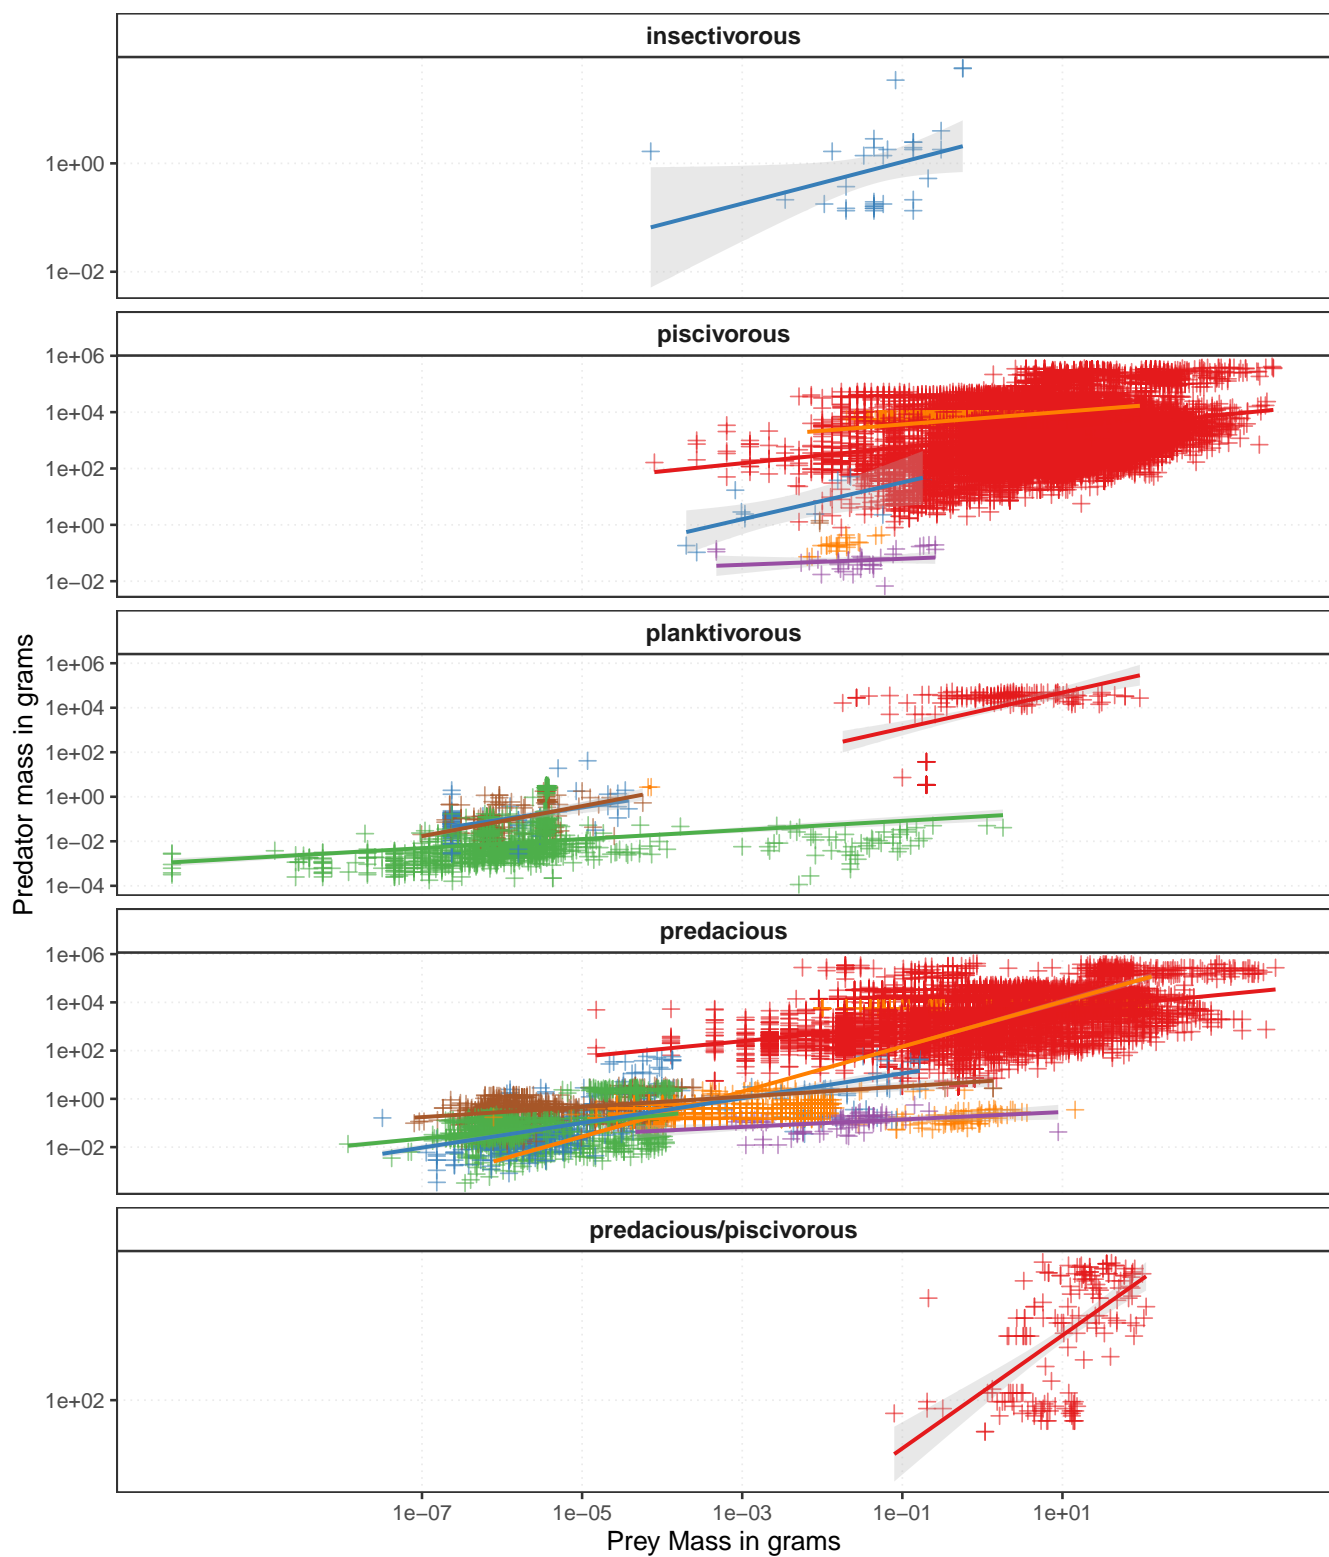 insectivorous
1e+00
1e−02
piscivorous
1e+06
1e+04
1e+02
1e+00
1e−02
planktivorous
1e+06
1e+04
1e+02
1e+00
1e−02
1e−04
predacious
1e+06
1e+04
1e+02
1e+00
1e−02
predacious/piscivorous
1e+02
Predator mass in grams
1e−07 1e−05 1e−03 1e−01 1e+01
Prey Mass in grams